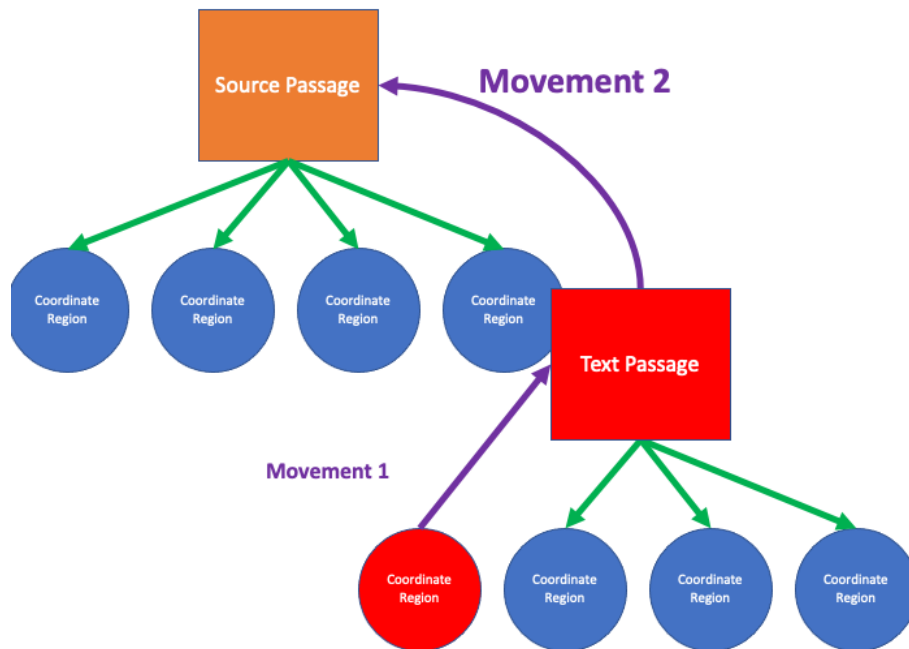 Source Passage
Movement 2
Coordinate
Region
Coordinate
Region
Coordinate
Region
Coordinate
Region
Text Passage
Movement 1
Coordinate
Region
Coordinate
Region
Coordinate
Region
Coordinate
Region